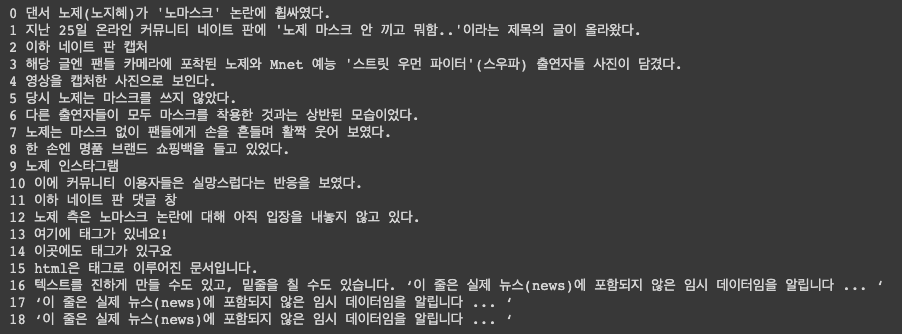 0 댄서 노제(노지혜)가 '노마스크' 논란에 휩싸였다.
1 지난 25일 온라인 커뮤니티 네이트 판에 '노제 마스크 안 끼고 뭐함..'이라는 제목의 글이 올라왔다.
2 이하 네이트 판 캡처
3 해당 글엔 팬들 카메라에 포착된 노제와 Mnet 예능 '스트릿 우먼 파이터'(스우파) 출연자들 사진이 담겼다.
4 영상을 캡처한 사진으로 보인다.
5 당시 노제는 마스크를 쓰지 않았다.
6 다른 출연자들이 모두 마스크를 착용한 것과는 상반된 모습이었다.
7 노제는 마스크 없이 팬들에게 손을 흔들며 활짝 웃어 보였다.
8 한 손엔 명품 브랜드 쇼핑백을 들고 있었다.
9 노제 인스타그램
10 이에 커뮤니티 이용자들은 실망스럽다는 반응을 보였다.
11 이하 네이트 판 댓글 창
12 노제 측은 노마스크 논란에 대해 아직 입장을 내놓지 않고 있다.
13 여기에 태그가 있네요!
14 이곳에도 태그가 있구요
15 html은 태그로 이루어진 문서입니다.
16 텍스트를 진하게 만들 수도 있고, 밑줄을 칠 수도 있습니다. ‘이 줄은 실제 뉴스(news)에 포함되지 않은 임시 데이터임을 알립니다 ... ‘
17 ‘이 줄은 실제 뉴스(news)에 포함되지 않은 임시 데이터임을 알립니다 ... ‘
18 ‘이 줄은 실제 뉴스(news)에 포함되지 않은 임시 데이터임을 알립니다 ... ‘